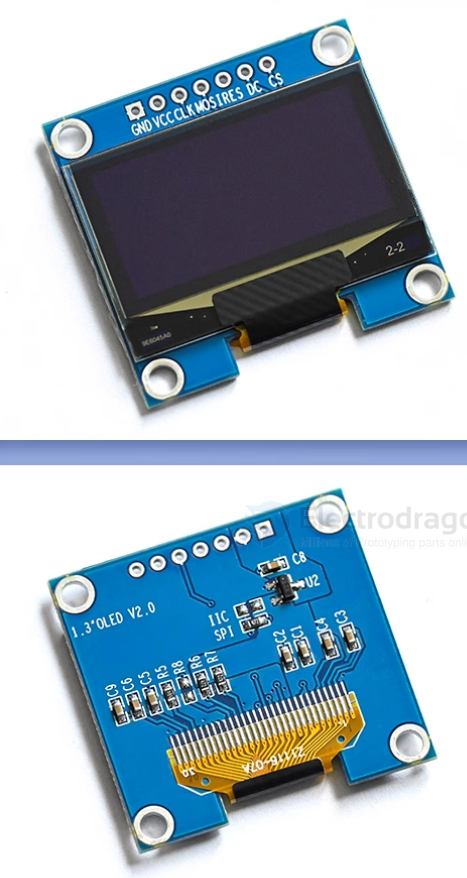 GND VCC CLK MOSI RES DC CS
2-2
Electrodrago
1.3"OLED V2.0
C8
U2
IIC
SPI
C9 C6 C5 R5 R8 R6 R7 C2 C1 C4 C3